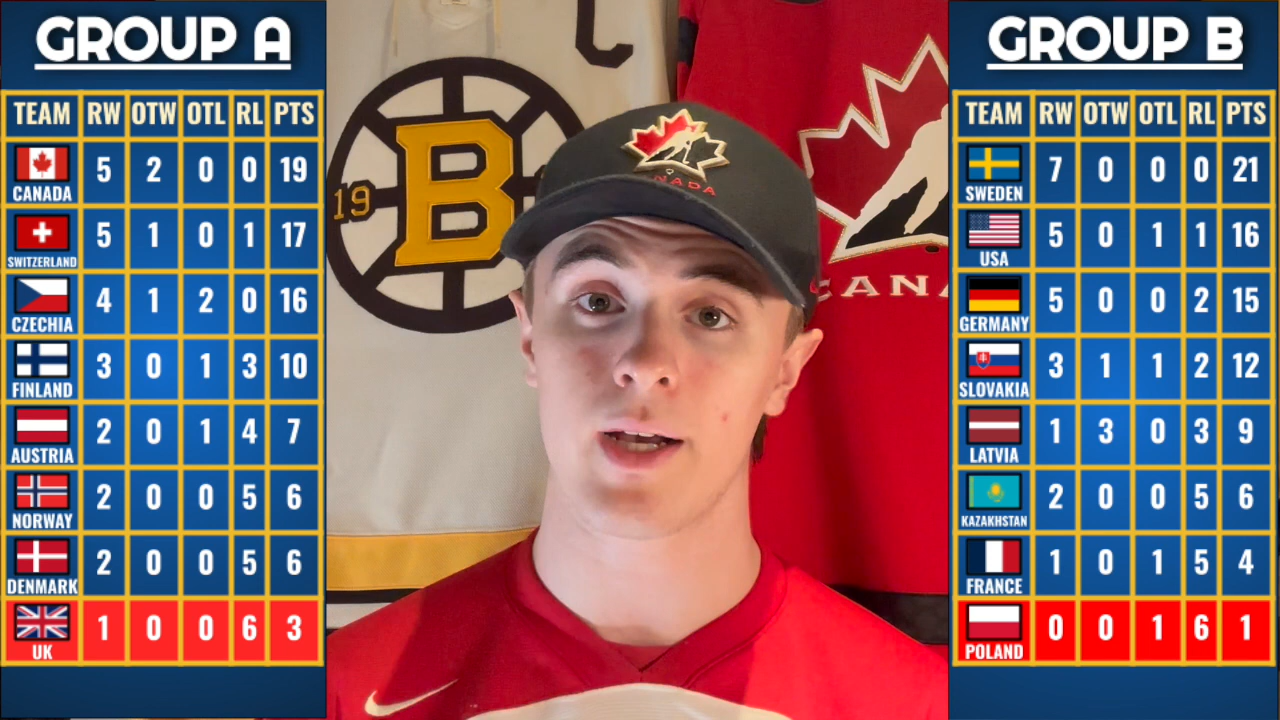 GROUP A
TEAM RW OTW OTL RL PTS
CANADA 5 2 0 0 19
SWITZERLAND 5 1 0 1 17
CZECHIA 4 1 2 0 16
FINLAND 3 0 1 3 10
AUSTRIA 2 0 1 4 7
NORWAY 2 0 0 5 6
DENMARK 2 0 0 5 6
UK 1 0 0 6 3
C
19 B
NADA
CAN
GROUP B
TEAM RW OTW OTL RL PTS
SWEDEN 7 0 0 0 21
USA 5 0 1 1 16
GERMANY 5 0 0 2 15
SLOVAKIA 3 1 1 2 12
LATVIA 1 3 0 3 9
KAZAKHSTAN 2 0 0 5 6
FRANCE 1 0 1 5 4
POLAND 0 0 1 6 1